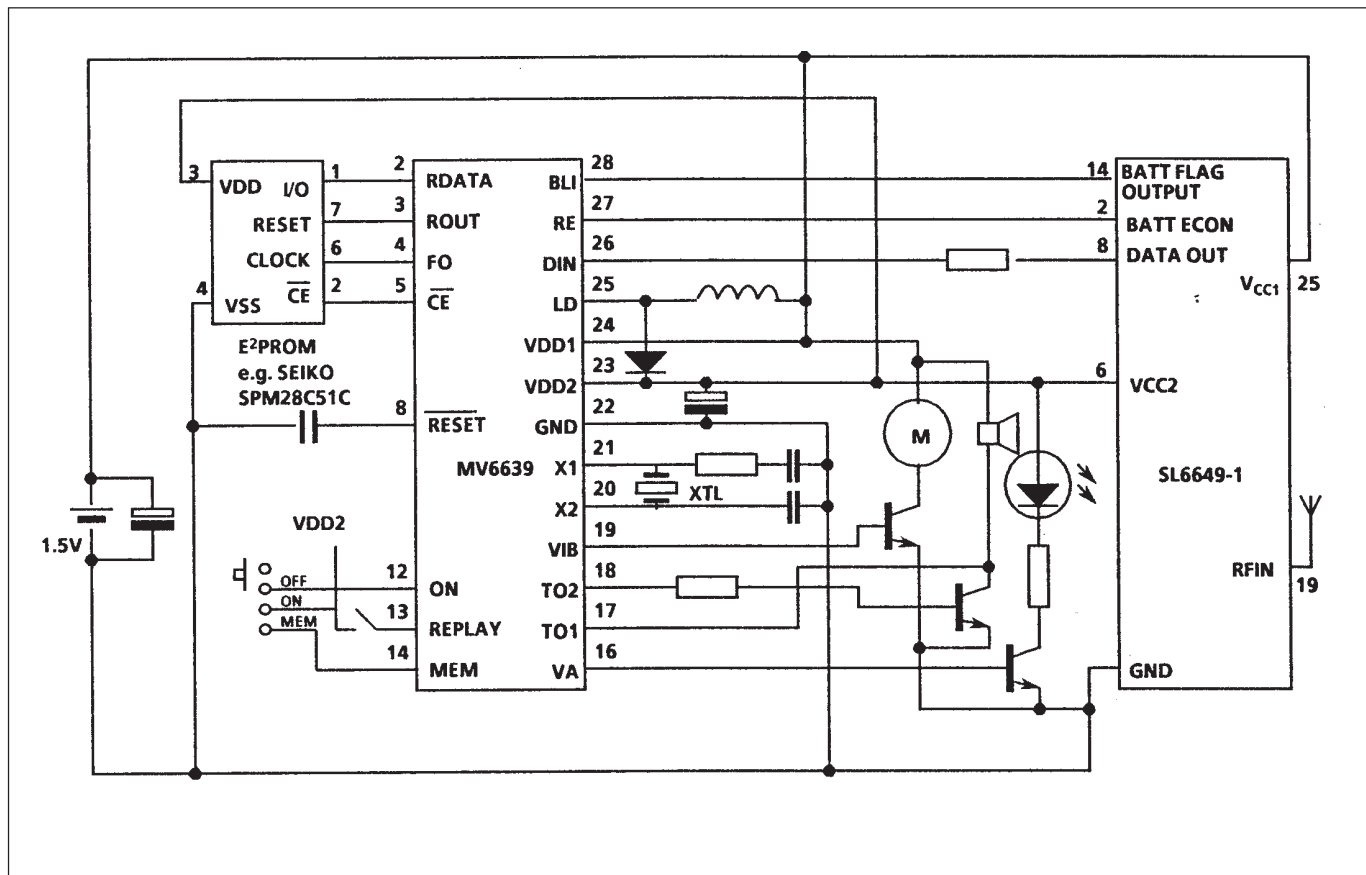 3
VDD
I/O
1
RESET
7
CLOCK
6
4
VSS
CE
2
E²PROM
e.g. SEIKO
SPM28C51C
2
RDATA
3
ROUT
4
FO
5
CE
8
RESET
MV6639
12
ON
13
REPLAY
14
MEM
BLI
28
RE
27
DIN
26
LD
25
VDD1
24
VDD2
23
GND
22
X1
21
X2
20
VIB
19
TO2
18
TO1
17
VA
16
XTL
M
1.5V
VDD2
OFF
ON
MEM
14
BATT FLAG
OUTPUT
2
BATT ECON
8
DATA OUT
VCC1
25
6
VCC2
SL6649-1
RFIN
19
GND